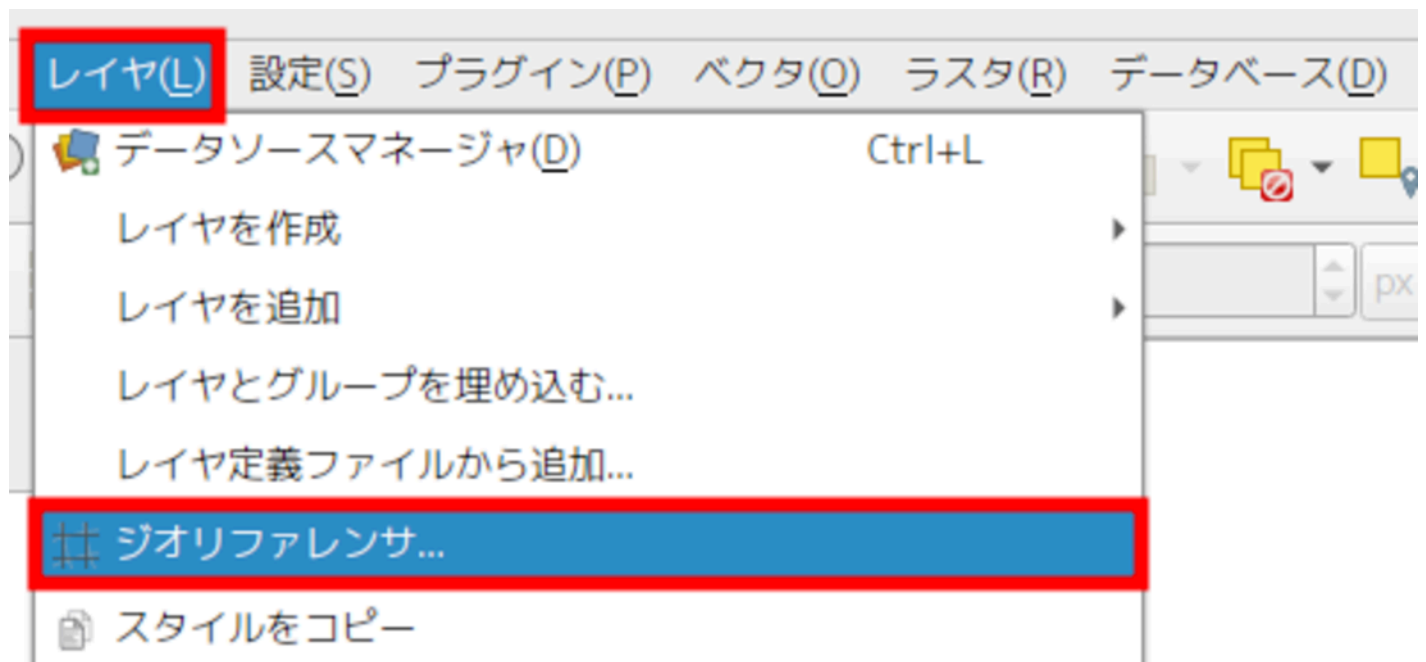 レイヤ(L) 設定(S) プラグイン(P) ベクタ(O) ラスタ(R) データベース(D)
データソースマネージャ(D) Ctrl+L
レイヤを作成
レイヤを追加
px
レイヤとグループを埋め込む...
レイヤ定義ファイルから追加...
ジオリファレンサ...
スタイルをコピー